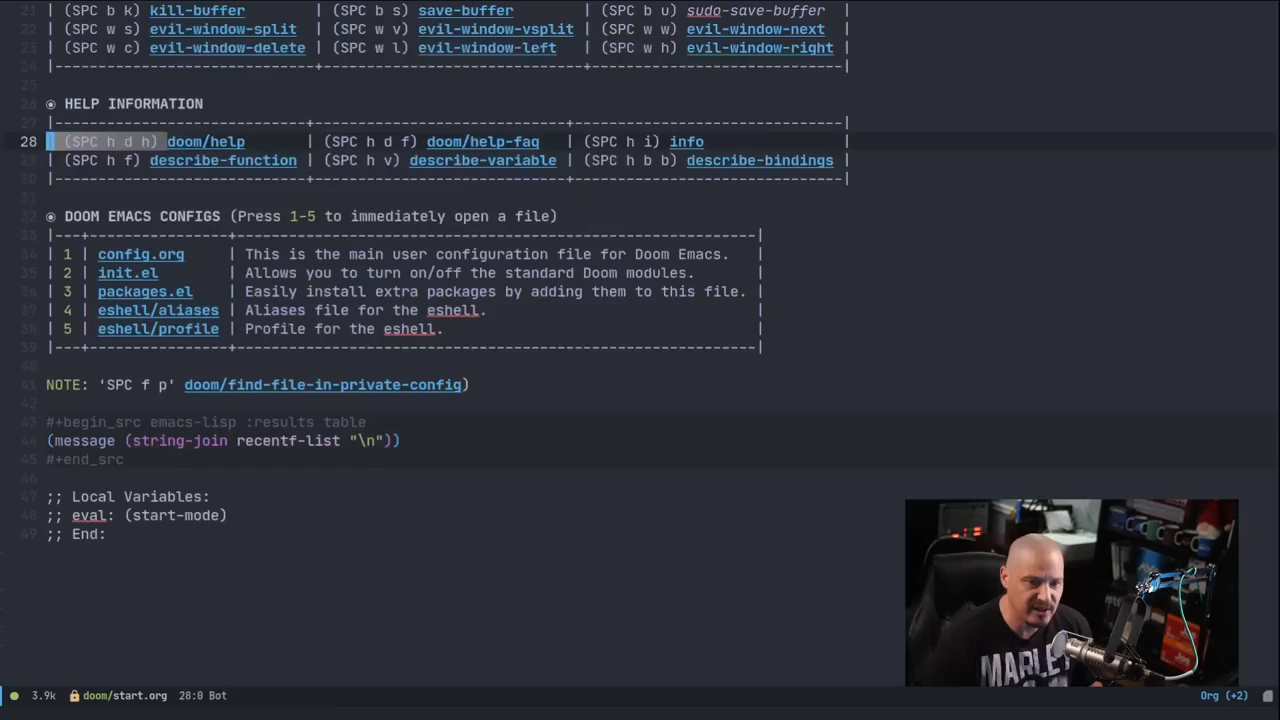 21 | (SPC b k) kill-buffer | (SPC b s) save-buffer | (SPC b u) sudo-save-buffer |
22 | (SPC w s) evil-window-split | (SPC w v) evil-window-vsplit | (SPC w w) evil-window-next |
23 | (SPC w c) evil-window-delete | (SPC w l) evil-window-left | (SPC w h) evil-window-right |
24 |------------------------------+------------------------------+-----------------------------|
25
26 ◉ HELP INFORMATION
27 |-----------------------------+-----------------------------+-------------------------------|
28 (SPC h d h) doom/help | (SPC h d f) doom/help-faq | (SPC h i) info |
29 | (SPC h f) describe-function | (SPC h v) describe-variable | (SPC h b b) describe-bindings |
30 |-----------------------------+-----------------------------+-------------------------------|
31
32 ◉ DOOM EMACS CONFIGS (Press 1-5 to immediately open a file)
33 |---+----------------+------------------------------------------------------------|
34 | 1 | config.org | This is the main user configuration file for Doom Emacs. |
35 | 2 | init.el | Allows you to turn on/off the standard Doom modules. |
36 | 3 | packages.el | Easily install extra packages by adding them to this file. |
37 | 4 | eshell/aliases | Aliases file for the eshell. |
38 | 5 | eshell/profile | Profile for the eshell. |
39 |---+----------------+------------------------------------------------------------|
40
41 NOTE: 'SPC f p' doom/find-file-in-private-config)
42
43 #+begin_src emacs-lisp :results table
44 (message (string-join recentf-list "\n"))
45 #+end_src
46
47 ;; Local Variables:
48 ;; eval: (start-mode)
49 ;; End:
MARLEY
3.9k doom/start.org 28:0 Bot Org (+2)